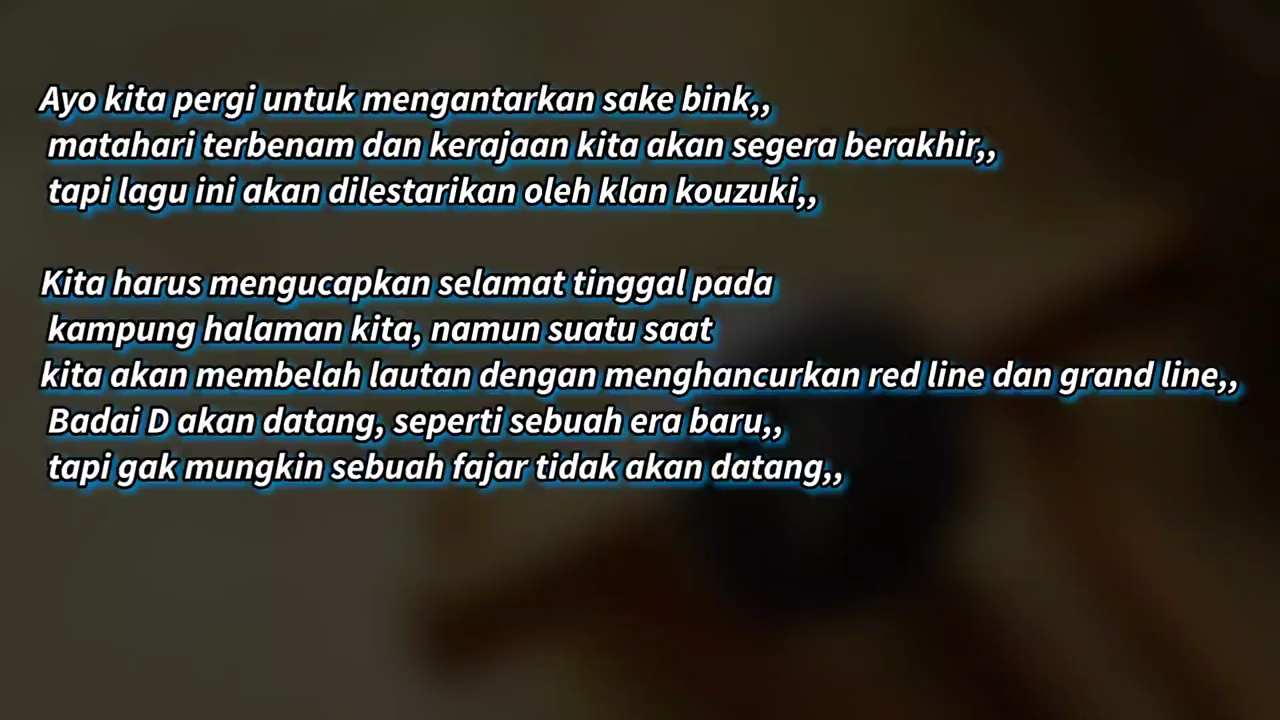 Ayo kita pergi untuk mengantarkan sake bink,,
matahari terbenam dan kerajaan kita akan segera berakhir,,
tapi lagu ini akan dilestarikan oleh klan kouzuki,,
Kita harus mengucapkan selamat tinggal pada
kampung halaman kita, namun suatu saat
kita akan membelah lautan dengan menghancurkan red line dan grand line,,
Badai D akan datang, seperti sebuah era baru,,
tapi gak mungkin sebuah fajar tidak akan datang,,